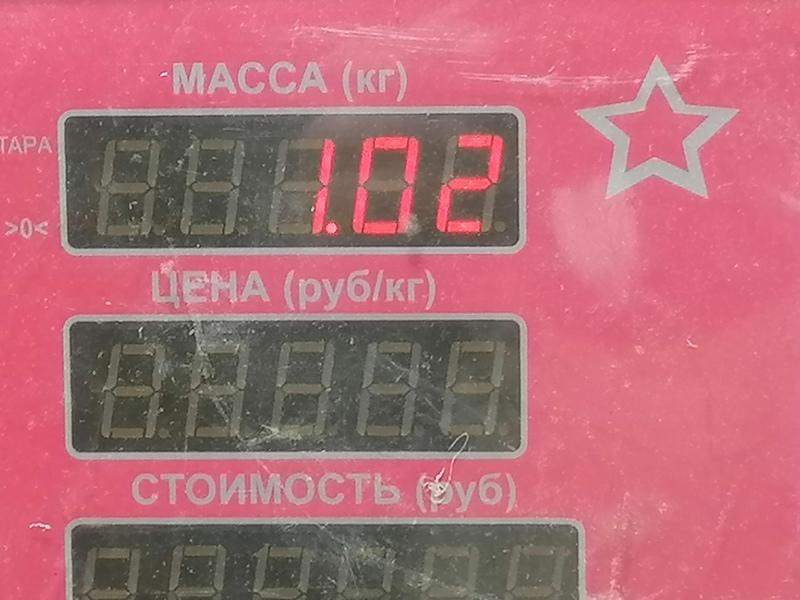 МАССА (кг)
ТАРА
1.02
>0<
ЦЕНА (руб/кг)
СТОИМОСТЬ (руб)